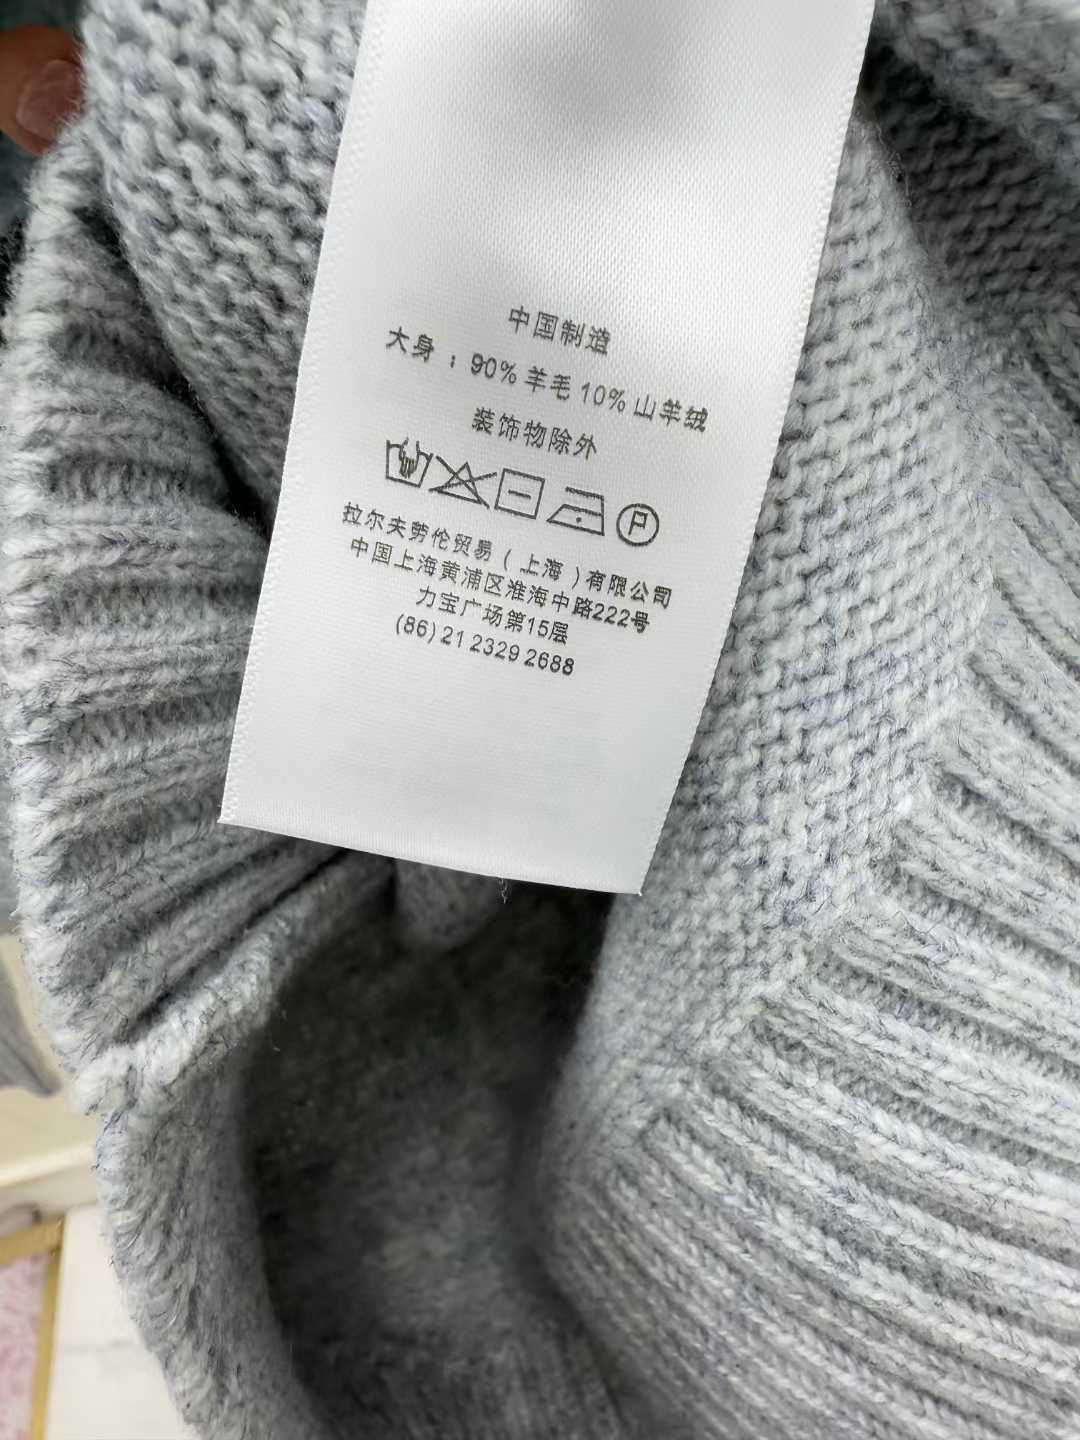 中国制造
大身：90% 羊毛 10% 山羊绒
装饰物除外
P
拉尔夫劳伦贸易（上海）有限公司
中国上海黄浦区淮海中路222号
力宝广场第15层
(86) 21 2329 2688